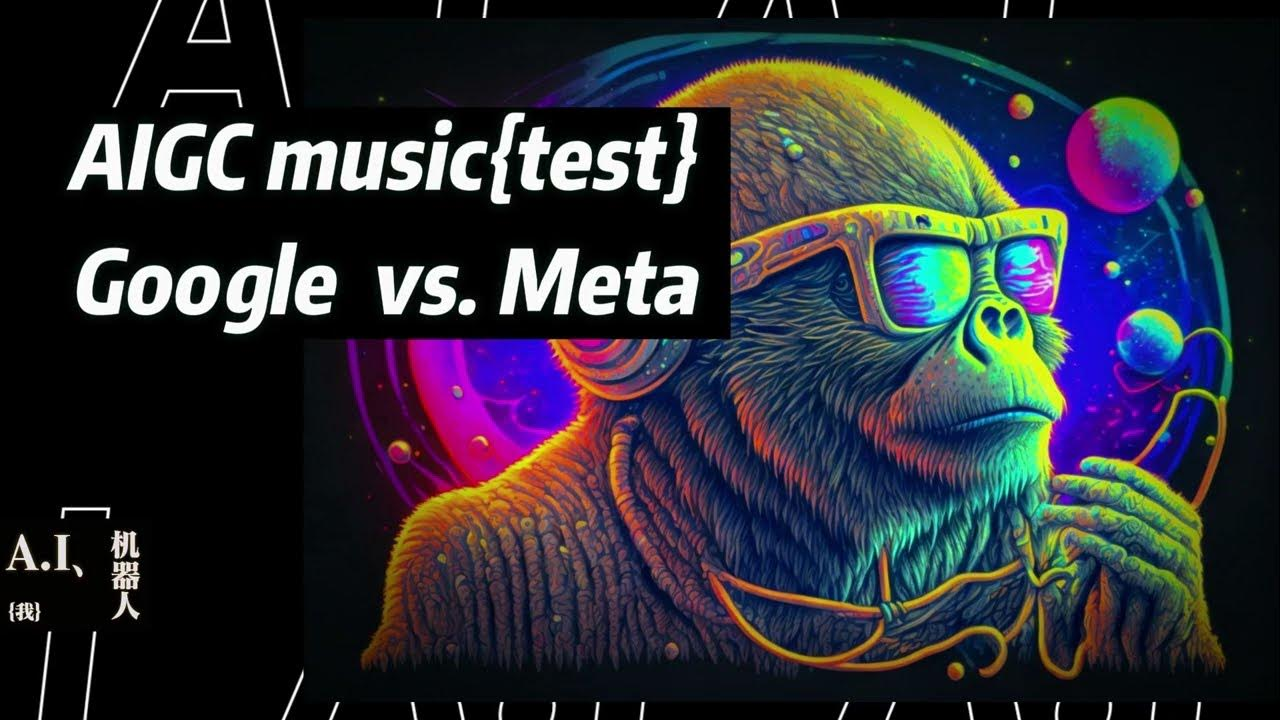 AIGC music{test}
Google vs. Meta
A.I、
机器人
{我}